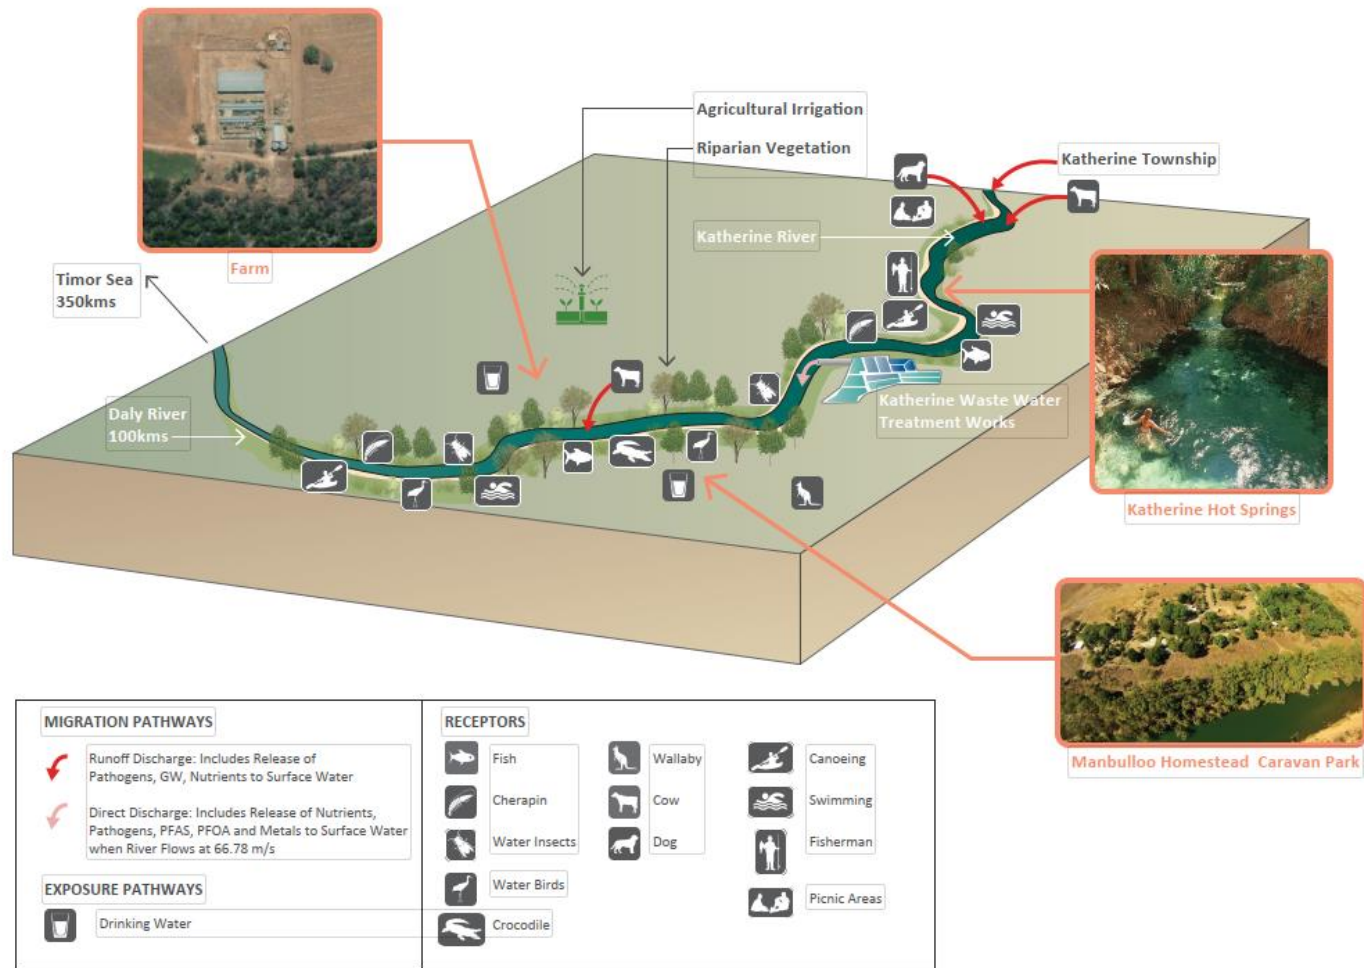 Agricultural Irrigation
Riparian Vegetation
Katherine Township
Katherine River
Farm
Timor Sea
350kms
Daly River
100kms
Katherine Waste Water
Treatment Works
Katherine Hot Springs
Manbulloo Homestead Caravan Park
MIGRATION PATHWAYS
Runoff Discharge: Includes Release of
Pathogens, GW, Nutrients to Surface Water
Direct Discharge: Includes Release of Nutrients,
Pathogens, PFAS, PFOA and Metals to Surface Water
when River Flows at 66.78 m/s
EXPOSURE PATHWAYS
Drinking Water
RECEPTORS
Fish
Cherapin
Water Insects
Water Birds
Crocodile
Wallaby
Cow
Dog
Canoeing
Swimming
Fisherman
Picnic Areas